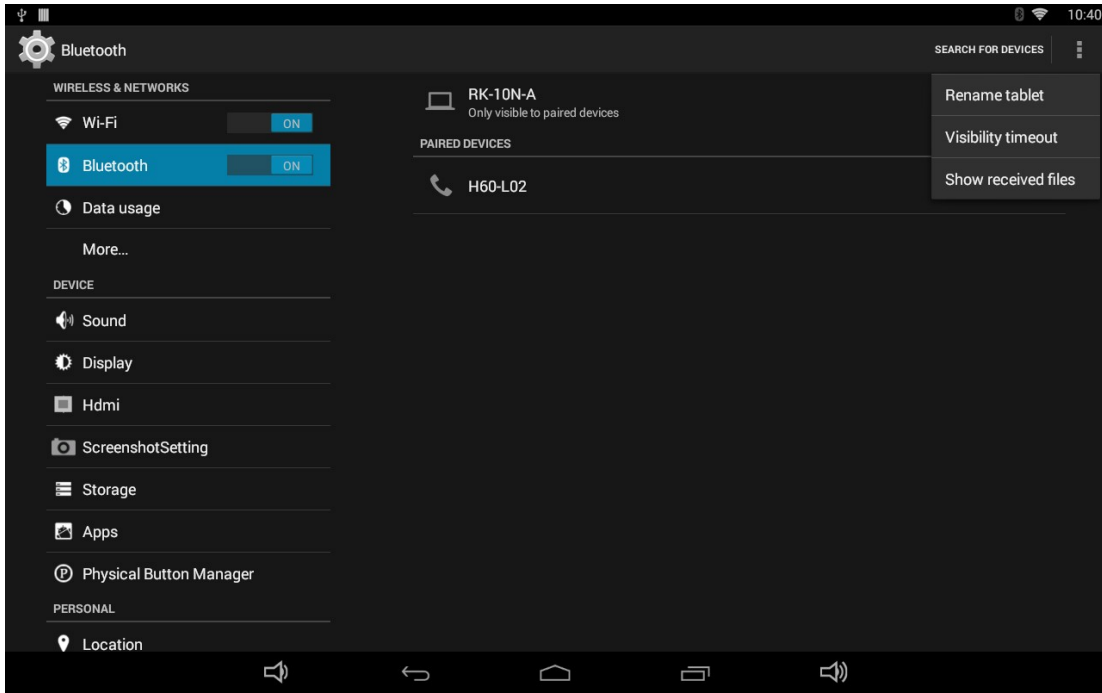 10:40
Bluetooth
SEARCH FOR DEVICES
WIRELESS & NETWORKS
Wi-Fi
ON
Bluetooth
ON
Data usage
More...
DEVICE
Sound
Display
Hdmi
ScreenshotSetting
Storage
Apps
P
Physical Button Manager
PERSONAL
Location
RK-10N-A
Only visible to paired devices
PAIRED DEVICES
H60-L02
Rename tablet
Visibility timeout
Show received files